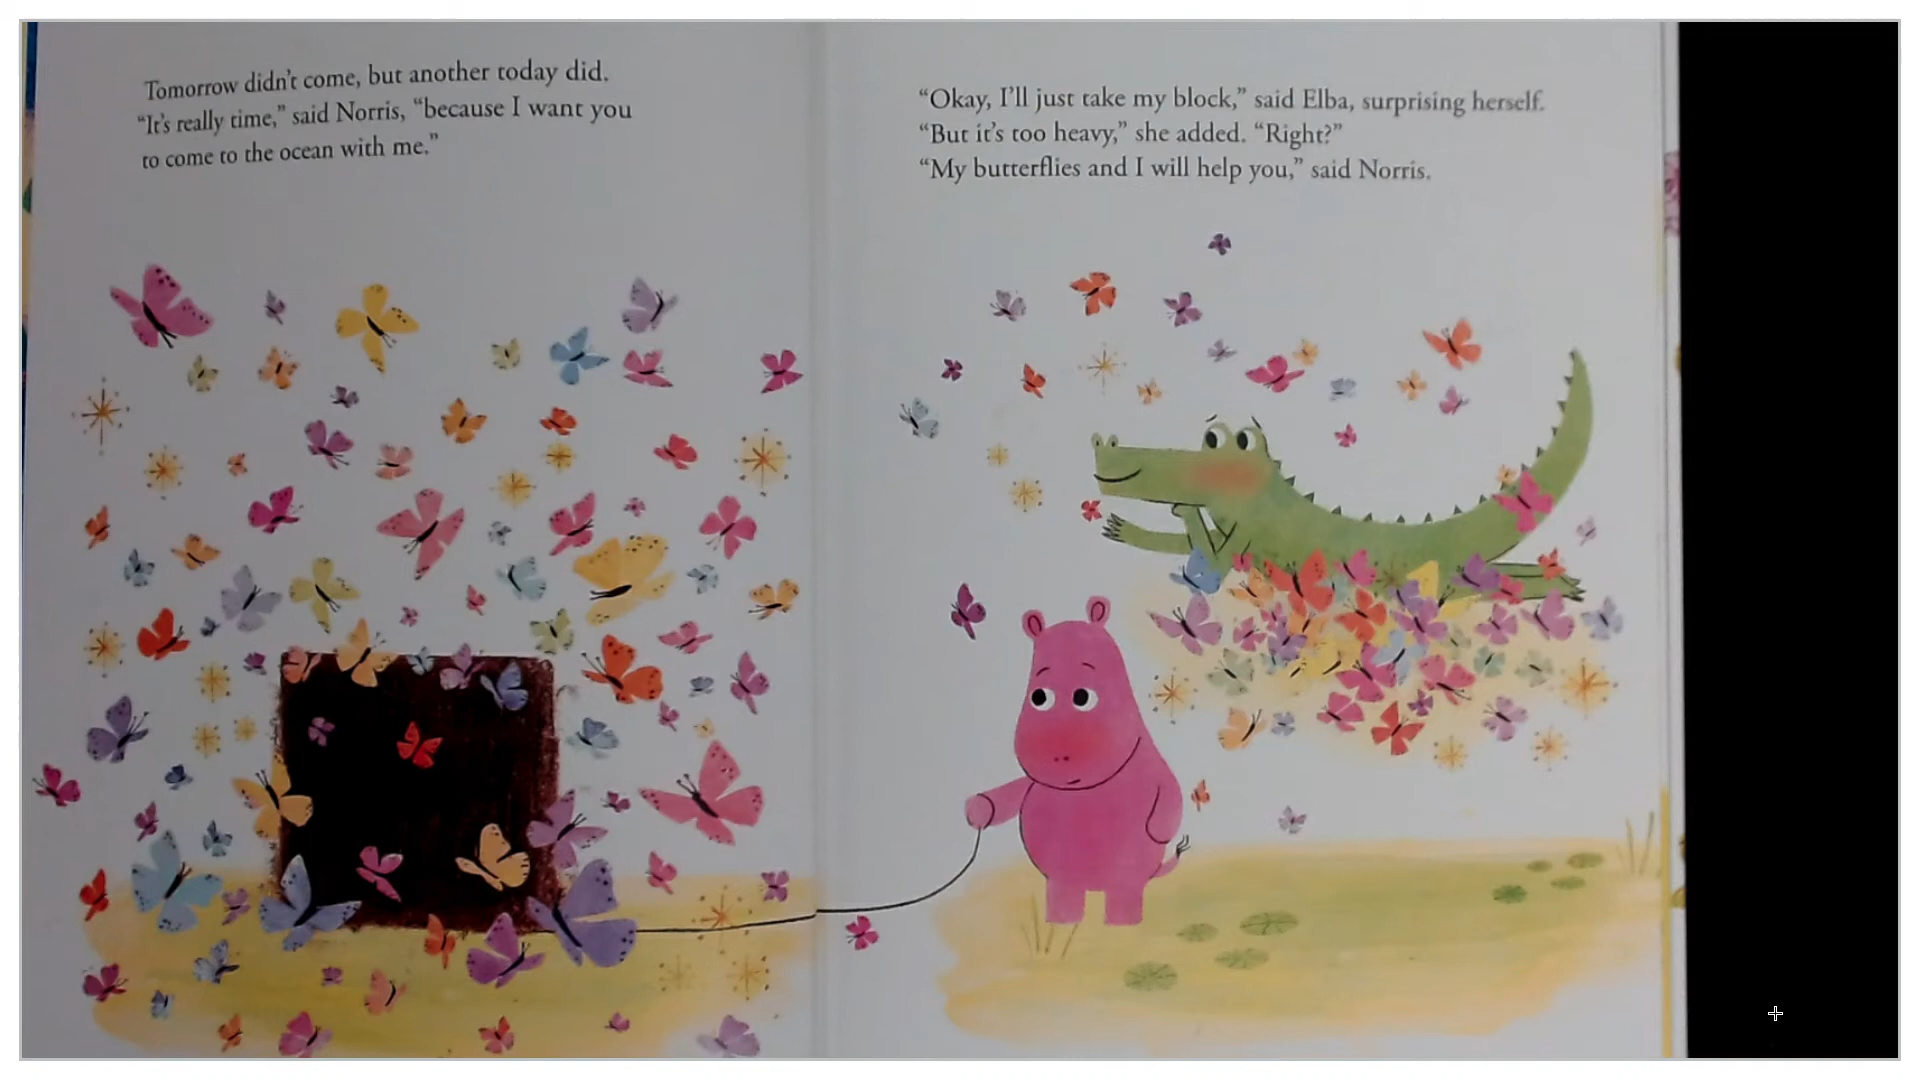 Tomorrow didn’t come, but another today did.
“It’s really time,” said Norris, “because I want you
to come to the ocean with me.”
“Okay, I’ll just take my block,” said Elba, surprising herself.
“But it’s too heavy,” she added. “Right?”
“My butterflies and I will help you,” said Norris.